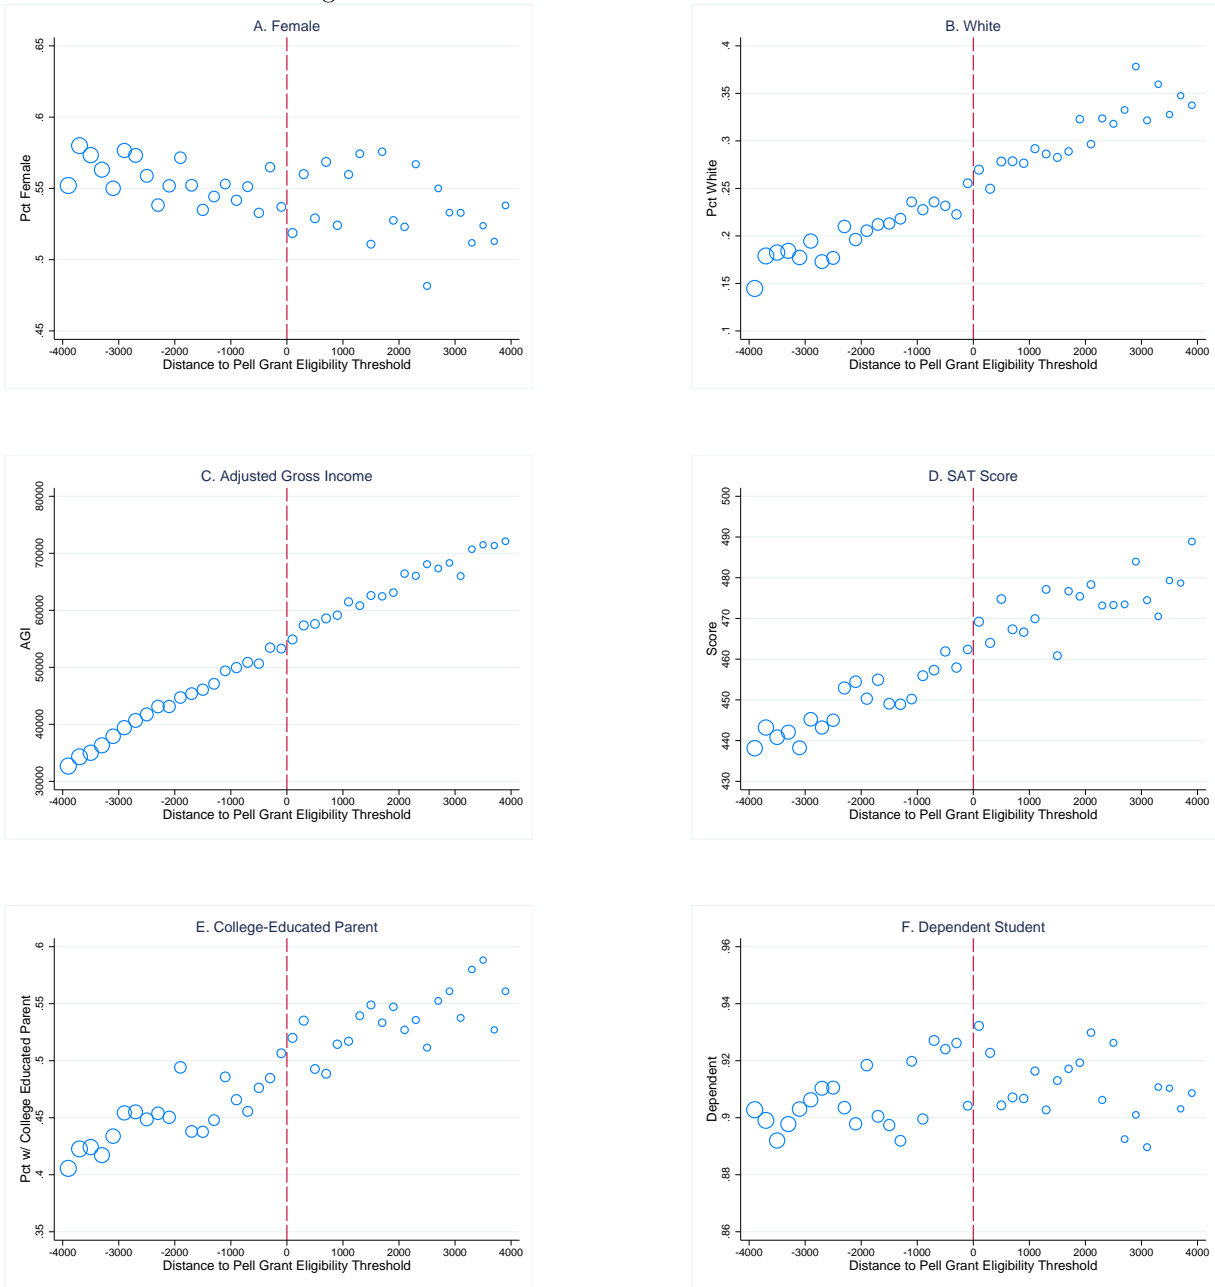 A. Female
Pct Female
.65
.6
.55
.5
.45
-4000 -3000 -2000 -1000 0 1000 2000 3000 4000
Distance to Pell Grant Eligibility Threshold
B. White
Pct White
.4
.35
.3
.25
.2
.15
.1
-4000 -3000 -2000 -1000 0 1000 2000 3000 4000
Distance to Pell Grant Eligibility Threshold
C. Adjusted Gross Income
AGI
80000
70000
60000
50000
40000
30000
-4000 -3000 -2000 -1000 0 1000 2000 3000 4000
Distance to Pell Grant Eligibility Threshold
D. SAT Score
Score
500
490
480
470
460
450
440
430
-4000 -3000 -2000 -1000 0 1000 2000 3000 4000
Distance to Pell Grant Eligibility Threshold
E. College-Educated Parent
Pct w/ College Educated Parent
.6
.55
.5
.45
.4
.35
-4000 -3000 -2000 -1000 0 1000 2000 3000 4000
Distance to Pell Grant Eligibility Threshold
F. Dependent Student
Dependent
.96
.94
.92
.9
.88
.86
-4000 -3000 -2000 -1000 0 1000 2000 3000 4000
Distance to Pell Grant Eligibility Threshold